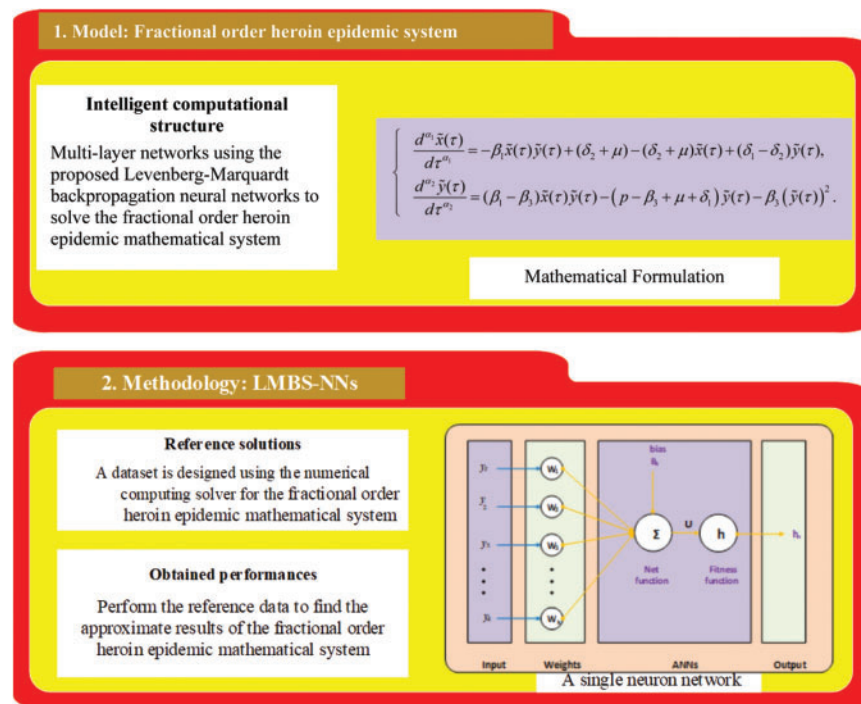 1. Model: Fractional order heroin epidemic system
Intelligent computational
structure
Multi-layer networks using the
proposed Levenberg-Marquardt
backpropagation neural networks to
solve the fractional order heroin
epidemic mathematical system
d^{α₁}x̃(τ)/dτ^{α₁} = −β₁x̃(τ)ỹ(τ)+(δ₂+μ)−(δ₂+μ)x̃(τ)+(δ₁−δ₂)ỹ(τ),
d^{α₂}ỹ(τ)/dτ^{α₂} = (β₁−β₃)x̃(τ)ỹ(τ)−(p−β₃+μ+δ₁)ỹ(τ)−β₃(ỹ(τ))².
Mathematical Formulation
2. Methodology: LMBS-NNs
Reference solutions
A dataset is designed using the numerical
computing solver for the fractional order
heroin epidemic mathematical system
Obtained performances
Perform the reference data to find the
approximate results of the fractional order
heroin epidemic mathematical system
bias
W₁
W₂
W₃
Σ
U
h
Net
function
Fitness
function
Input
Weights
ANNs
Output
A single neuron network